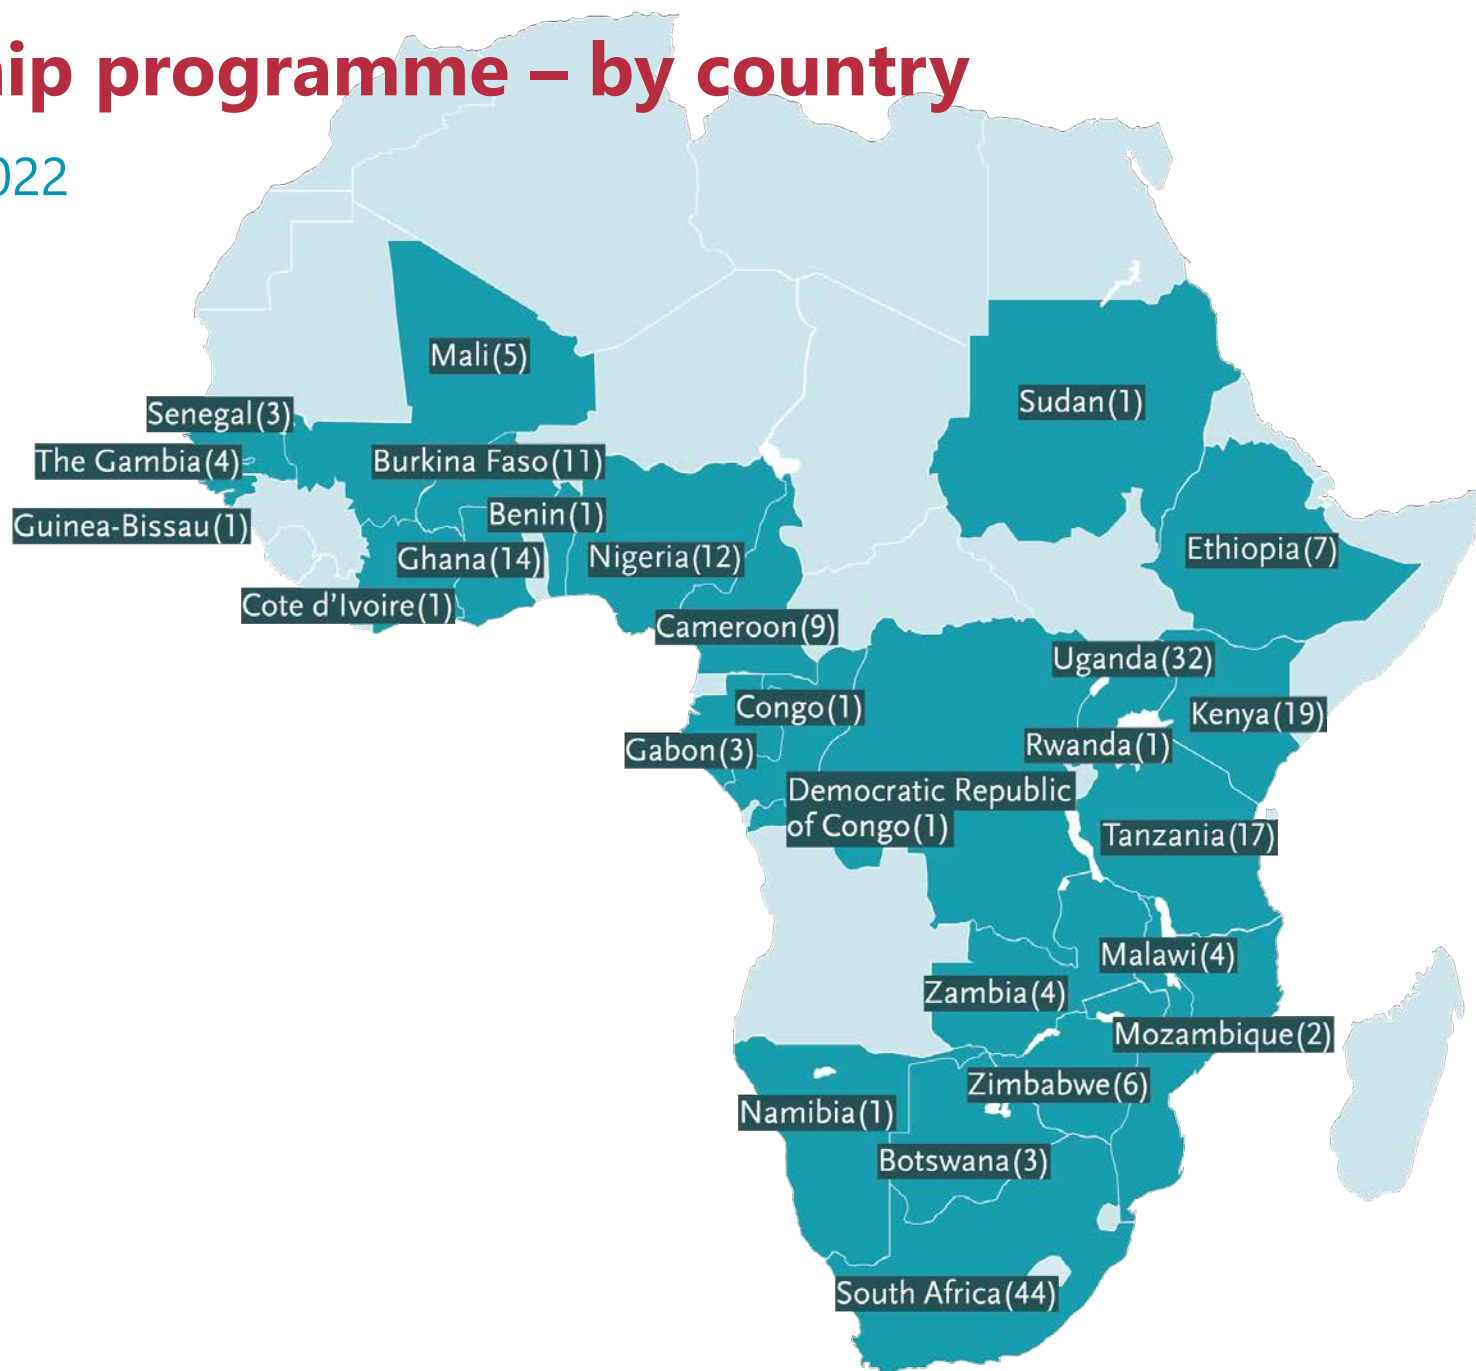 ip programme – by country
022
Mali (5)
Sudan (1)
Senegal (3)
The Gambia (4)
Burkina Faso (11)
Benin (1)
Guinea-Bissau (1)
Ghana (14)
Nigeria (12)
Ethiopia (7)
Cote d’Ivoire (1)
Cameroon (9)
Uganda (32)
Congo (1)
Kenya (19)
Gabon (3)
Rwanda (1)
Democratic Republic
of Congo (1)
Tanzania (17)
Malawi (4)
Zambia (4)
Mozambique (2)
Zimbabwe (6)
Namibia (1)
Botswana (3)
South Africa (44)